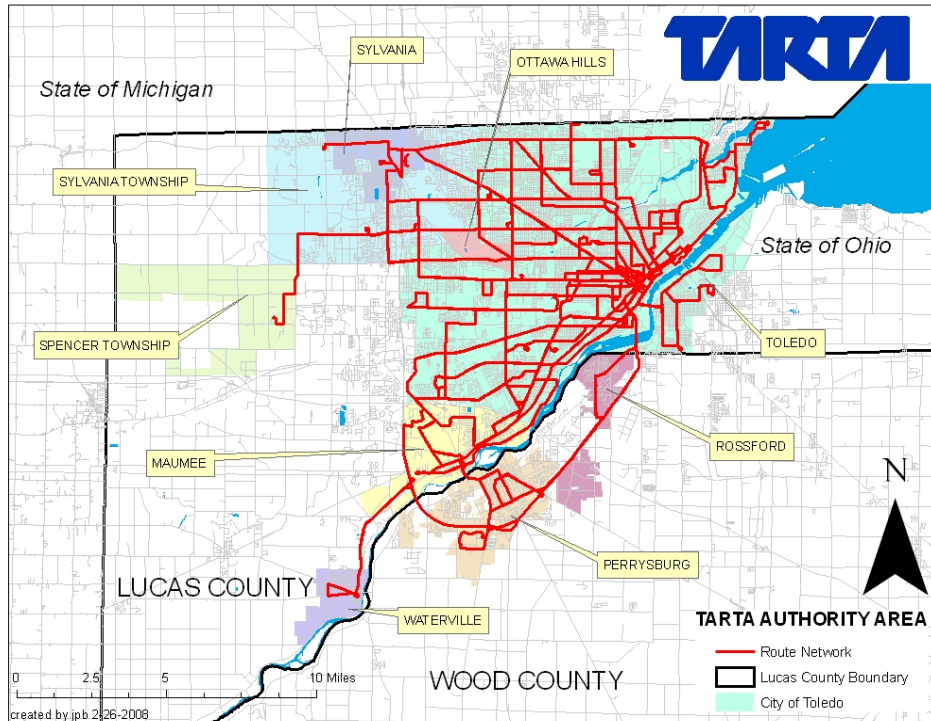 TARTA
SYLVANIA
OTTAWA HILLS
State of Michigan
SYLVANIA TOWNSHIP
State of Ohio
SPENCER TOWNSHIP
TOLEDO
ROSSFORD
MAUMEE
N
PERRYSBURG
LUCAS COUNTY
WATERVILLE
TARTA AUTHORITY AREA
Route Network
Lucas County Boundary
City of Toledo
0 2.5 5 10 Miles
WOOD COUNTY
created by jpb 2-26-2008